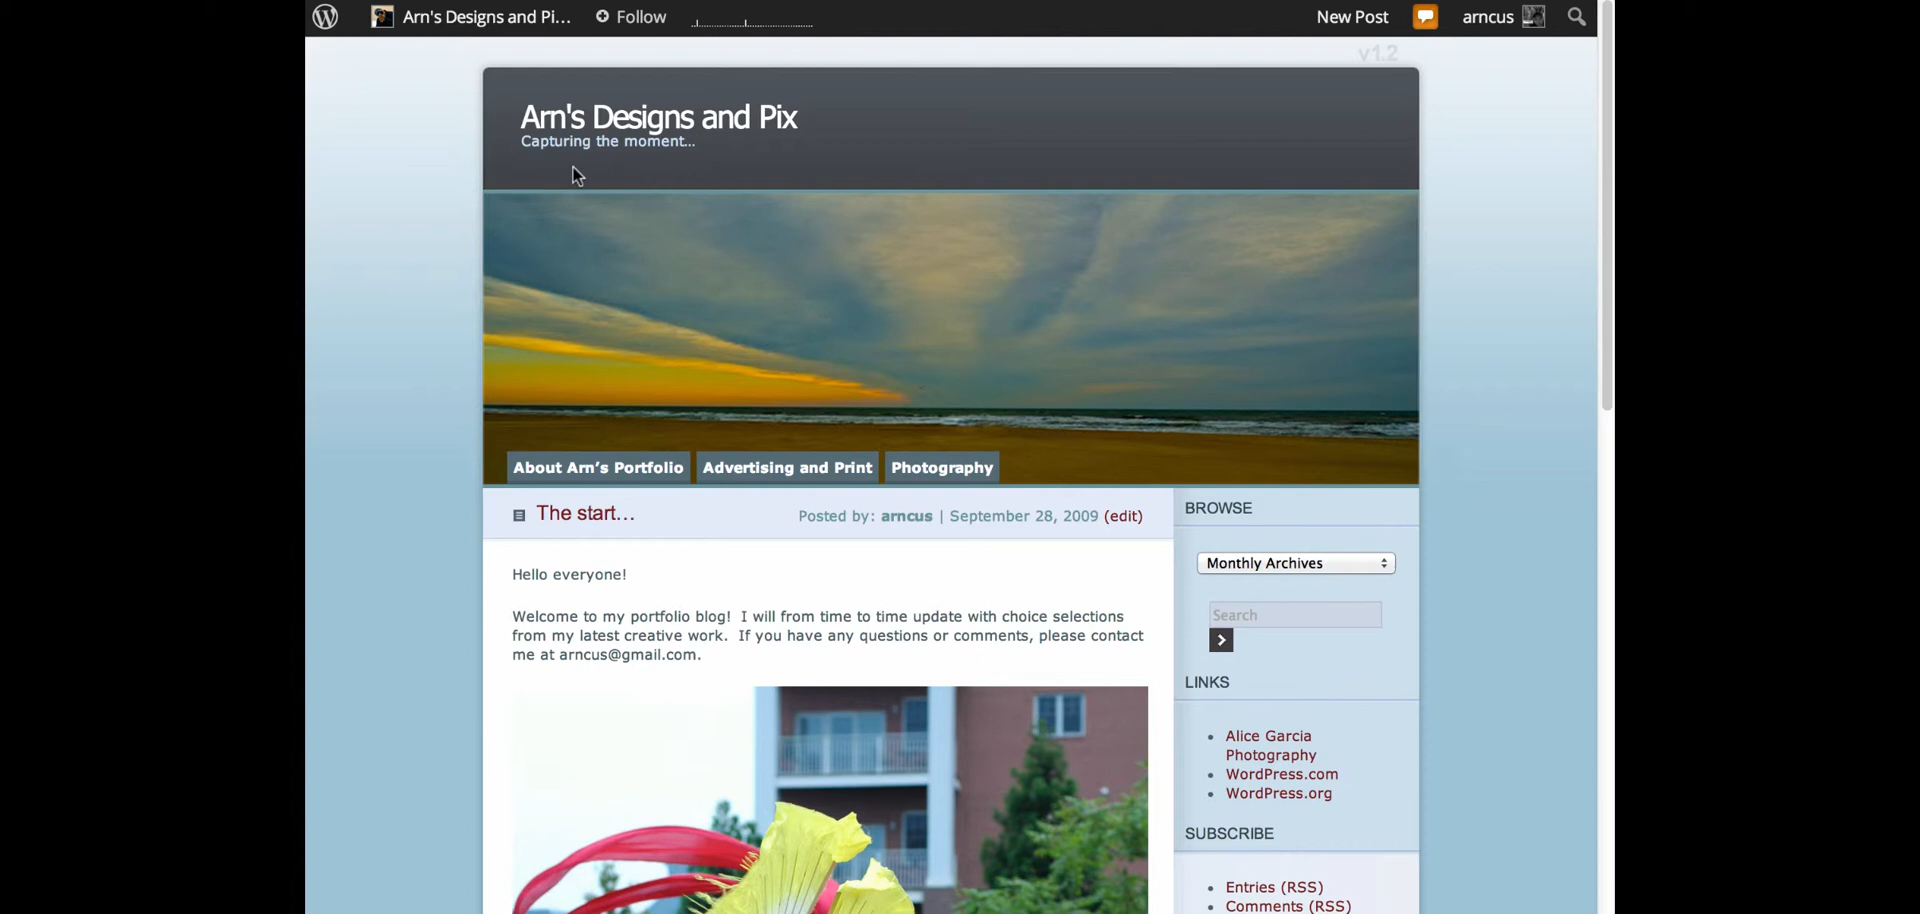 Arn's Designs and Pi...
Follow
New Post
arncus
v1.2
Arn's Designs and Pix
Capturing the moment...
About Arn's Portfolio
Advertising and Print
Photography
The start...
Posted by: arncus | September 28, 2009 (edit)
Hello everyone!
Welcome to my portfolio blog! I will from time to time update with choice selections
from my latest creative work. If you have any questions or comments, please contact
me at arncus@gmail.com.
BROWSE
Monthly Archives
Search
LINKS
Alice Garcia
Photography
WordPress.com
WordPress.org
SUBSCRIBE
Entries (RSS)
Comments (RSS)